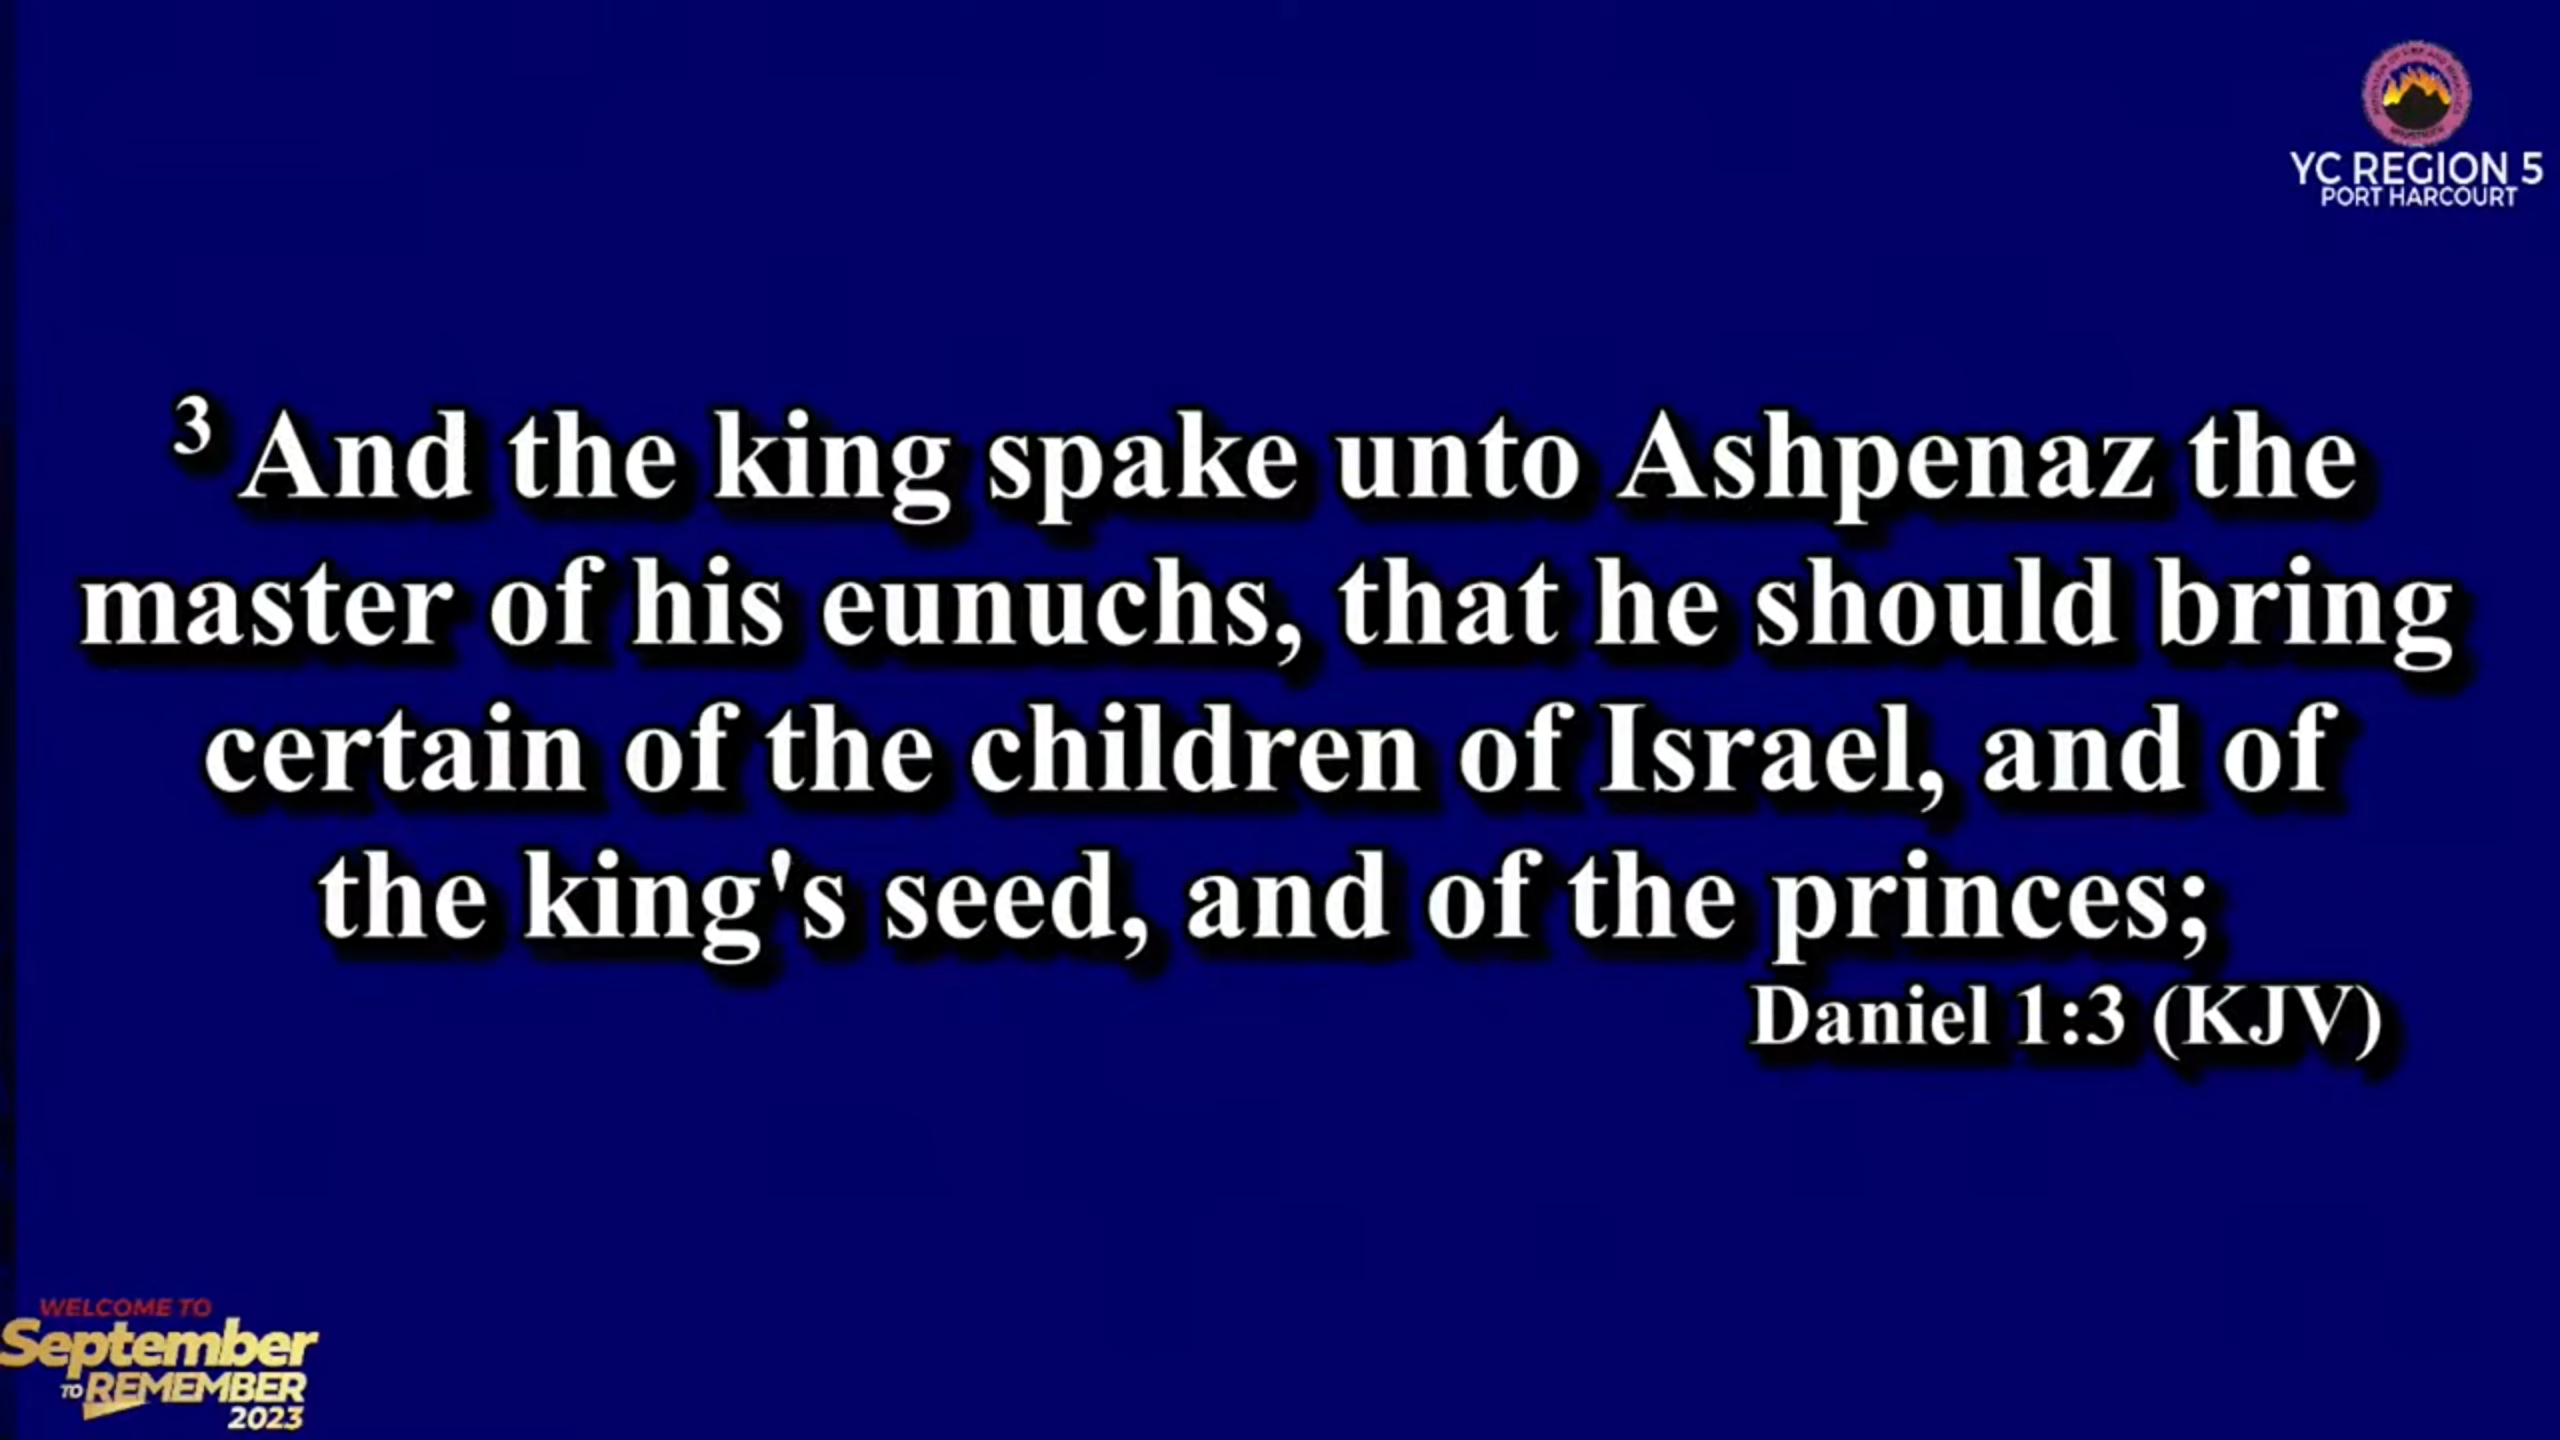 YC REGION 5
PORT HARCOURT
3 And the king spake unto Ashpenaz the
master of his eunuchs, that he should bring
certain of the children of Israel, and of
the king's seed, and of the princes;
Daniel 1:3 (KJV)
WELCOME TO
September
TO REMEMBER
2023